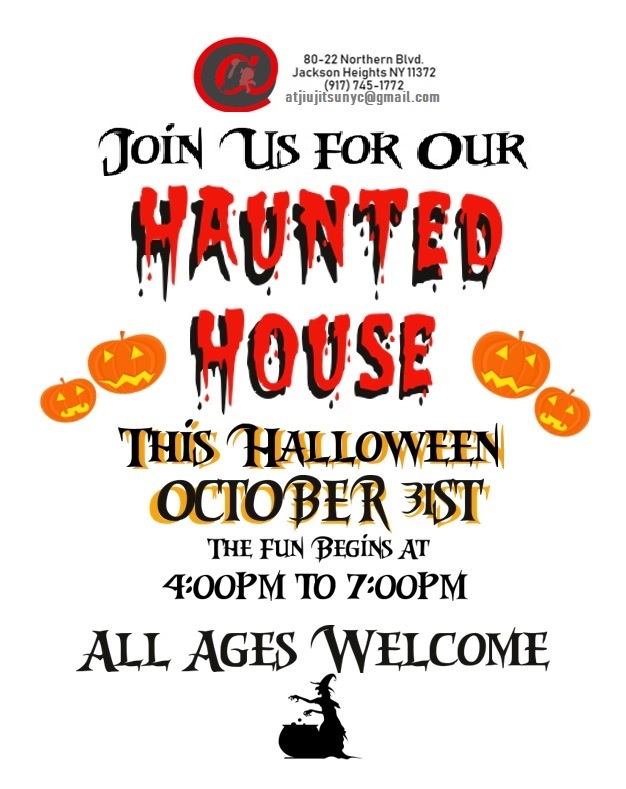 80-22 Northern Blvd.
Jackson Heights NY 11372
(917) 745-1772
atjiujitsunyc@gmail.com
Join Us For Our
HAUNTED
HOUSE
This Halloween
OCTOBER 31ST
The Fun Begins At
4:00PM TO 7:00PM
All Ages Welcome